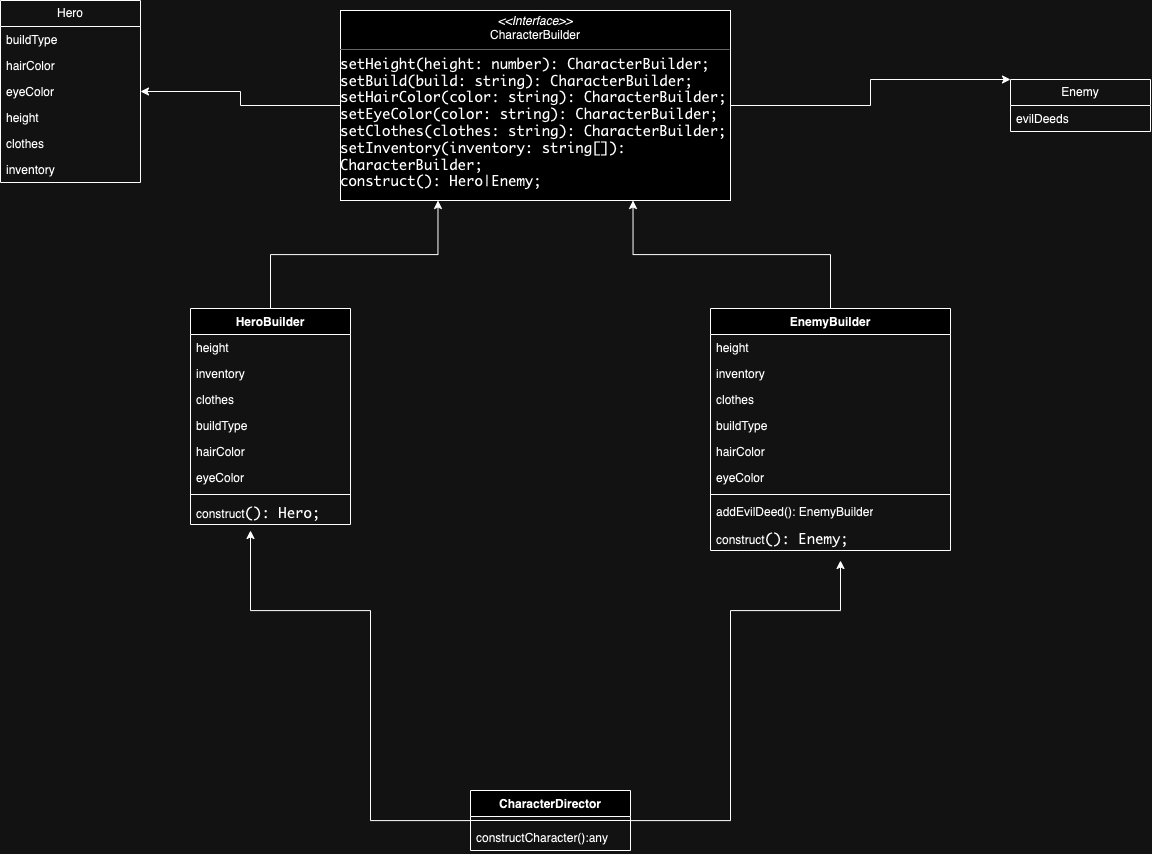 Hero
buildType
hairColor
eyeColor
height
clothes
inventory
<<Interface>>
CharacterBuilder
setHeight(height: number): CharacterBuilder;
setBuild(build: string): CharacterBuilder;
setHairColor(color: string): CharacterBuilder;
setEyeColor(color: string): CharacterBuilder;
setClothes(clothes: string): CharacterBuilder;
setInventory(inventory: string[]):
CharacterBuilder;
construct(): Hero|Enemy;
Enemy
evilDeeds
HeroBuilder
height
inventory
clothes
buildType
hairColor
eyeColor
construct(): Hero;
EnemyBuilder
height
inventory
clothes
buildType
hairColor
eyeColor
addEvilDeed(): EnemyBuilder
construct(): Enemy;
CharacterDirector
constructCharacter():any